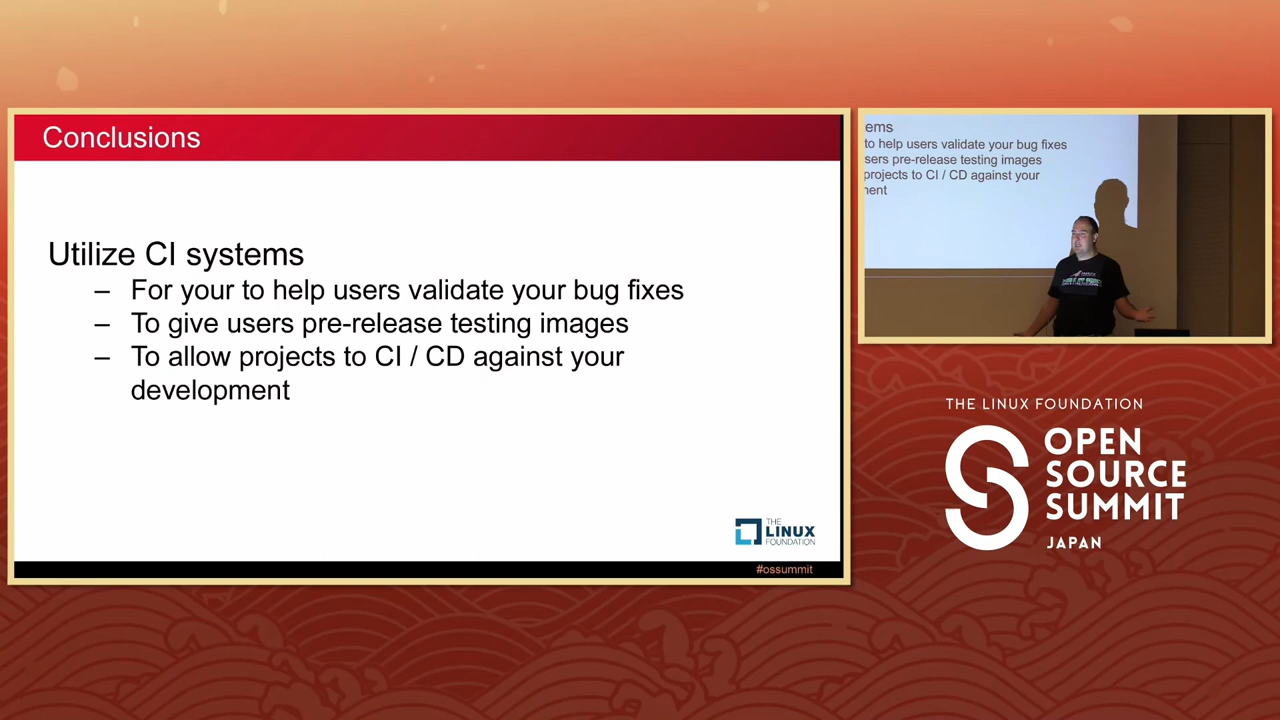 Conclusions
Utilize CI systems
– For your to help users validate your bug fixes
– To give users pre-release testing images
– To allow projects to CI / CD against your
development
THE
LINUX
FOUNDATION
#ossummit
ems
to help users validate your bug fixes
sers pre-release testing images
projects to CI / CD against your
ment
THE LINUX FOUNDATION
OPEN
SOURCE
SUMMIT
JAPAN